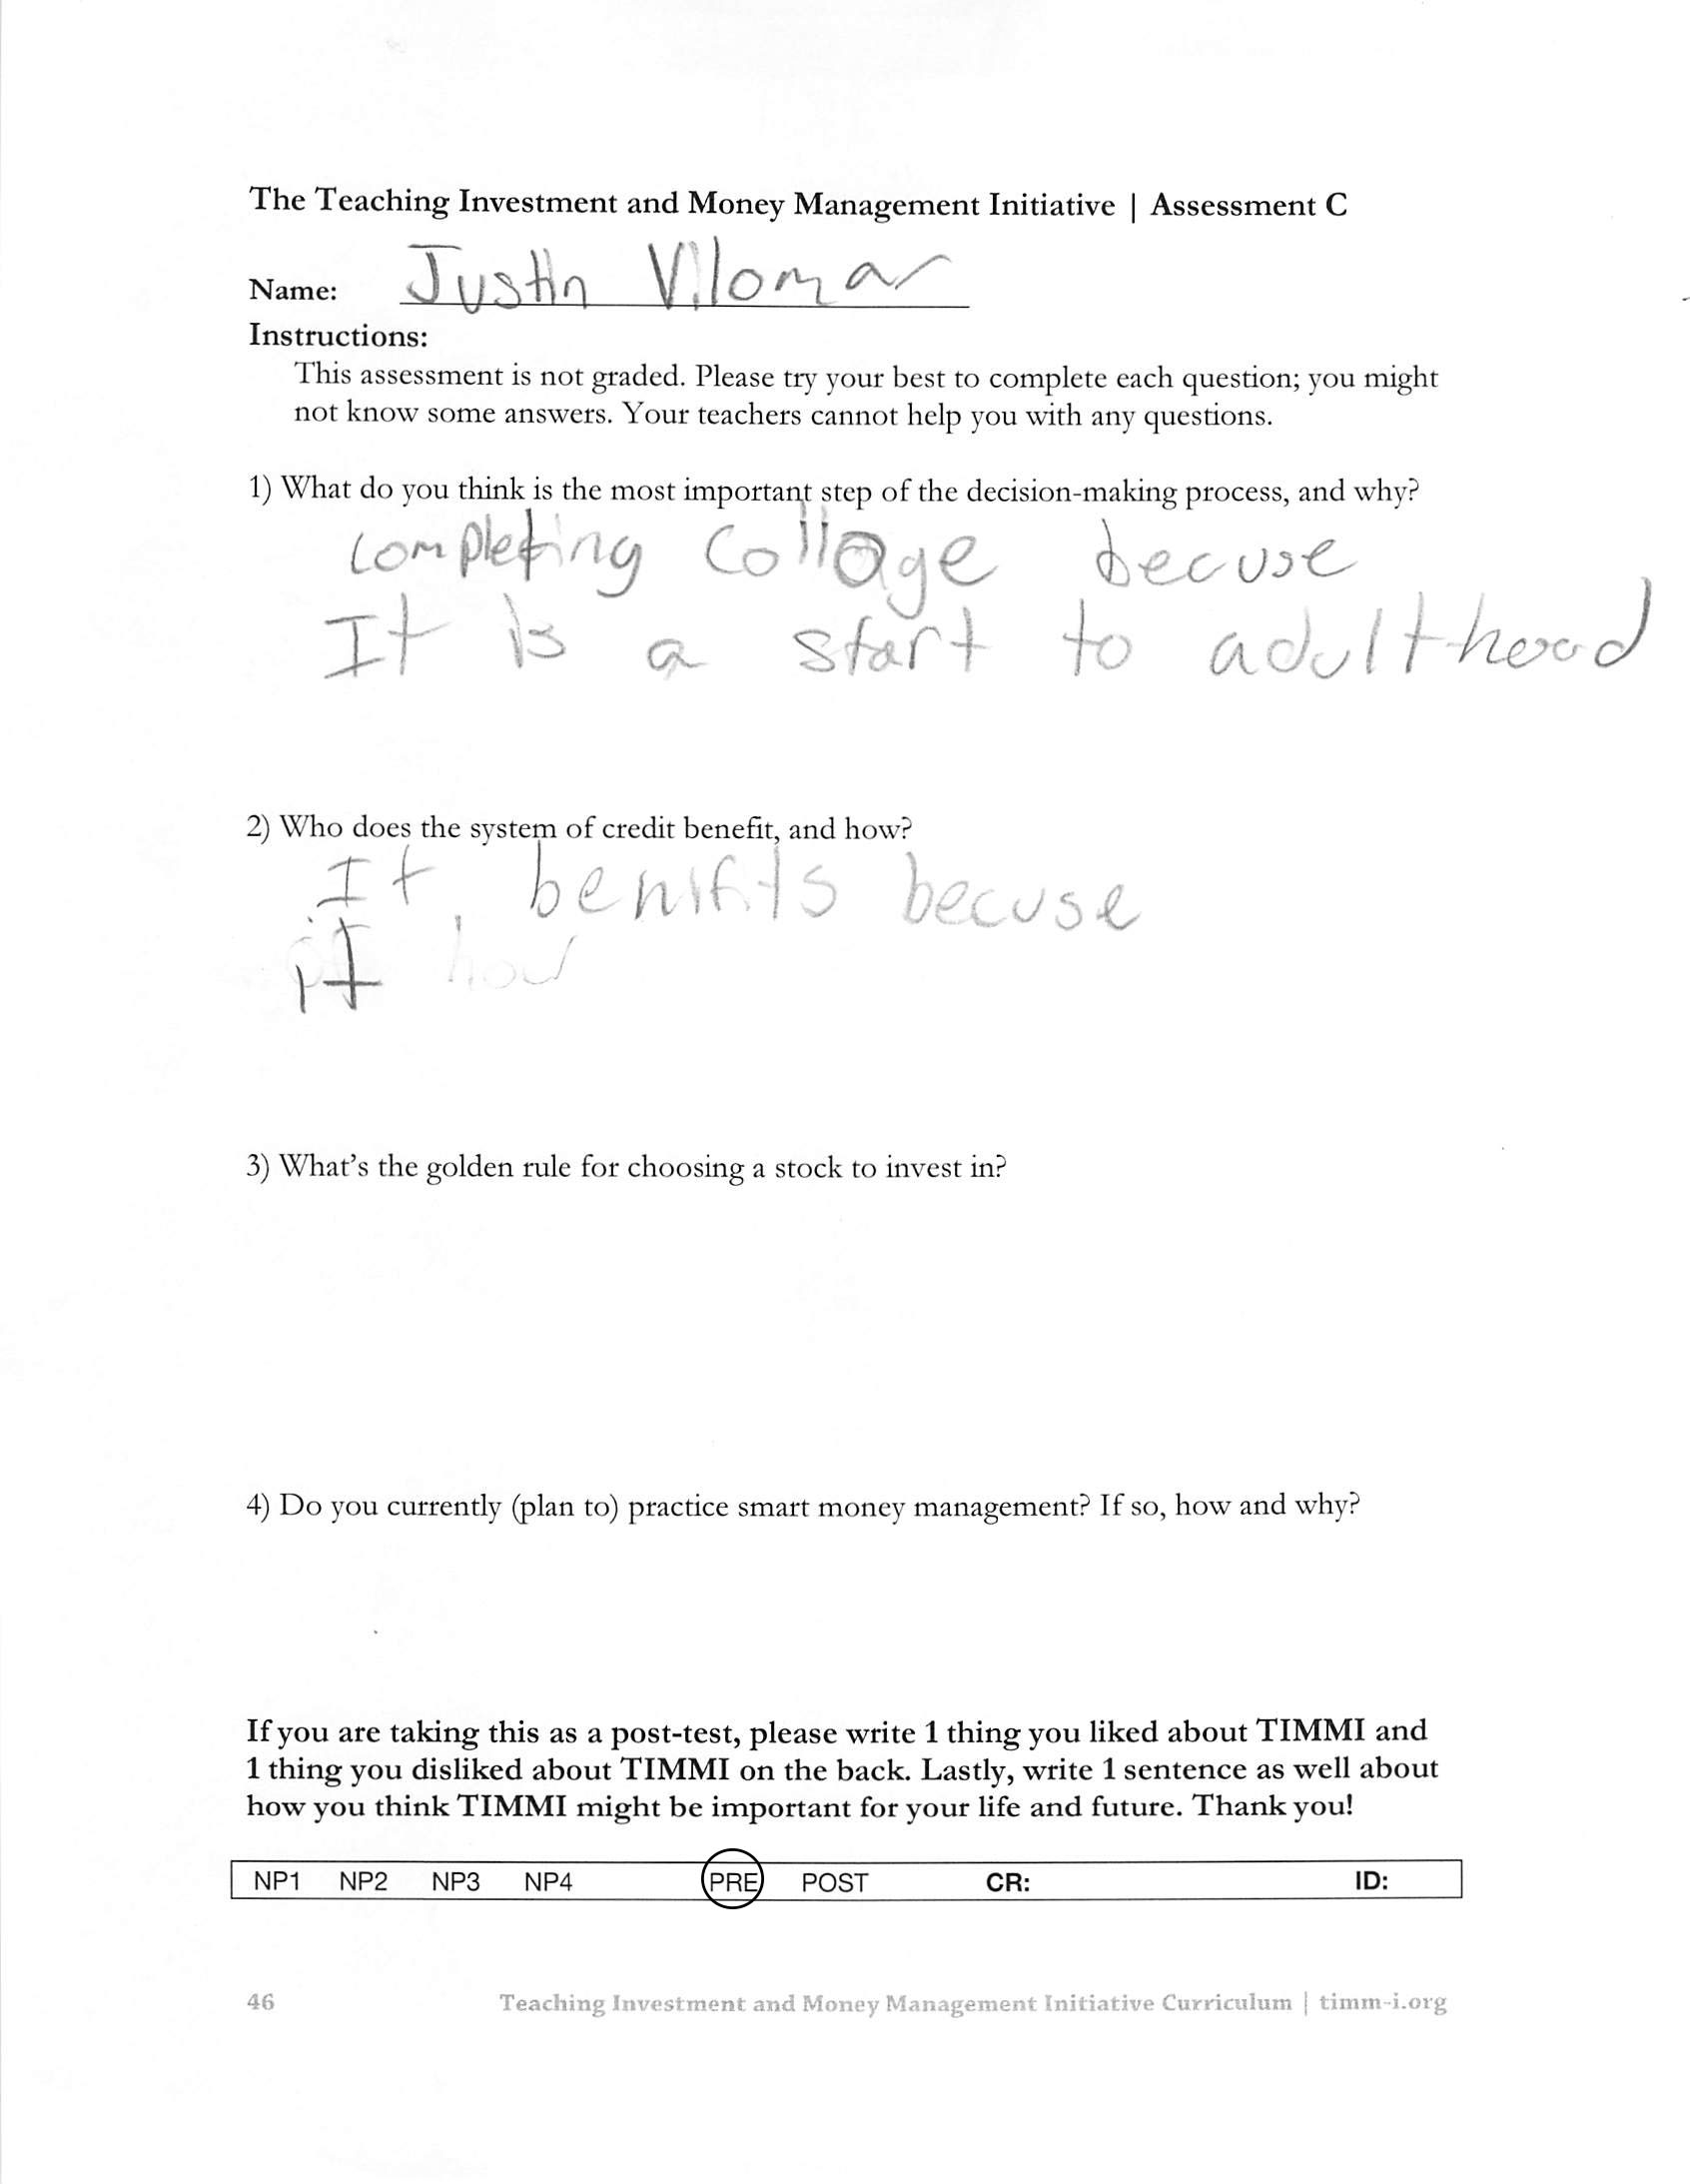 The Teaching Investment and Money Management Initiative | Assessment C
Name: Justin Vilomar
Instructions:
This assessment is not graded. Please try your best to complete each question; you might
not know some answers. Your teachers cannot help you with any questions.
1) What do you think is the most important step of the decision-making process, and why?
completing collage becuse
It is a start to adulthood
2) Who does the system of credit benefit, and how?
It benifits becuse
it how
3) What's the golden rule for choosing a stock to invest in?
4) Do you currently (plan to) practice smart money management? If so, how and why?
If you are taking this as a post-test, please write 1 thing you liked about TIMMI and
1 thing you disliked about TIMMI on the back. Lastly, write 1 sentence as well about
how you think TIMMI might be important for your life and future. Thank you!
NP1 NP2 NP3 NP4 PRE POST CR: ID:
46 Teaching Investment and Money Management Initiative Curriculum | timm-i.org